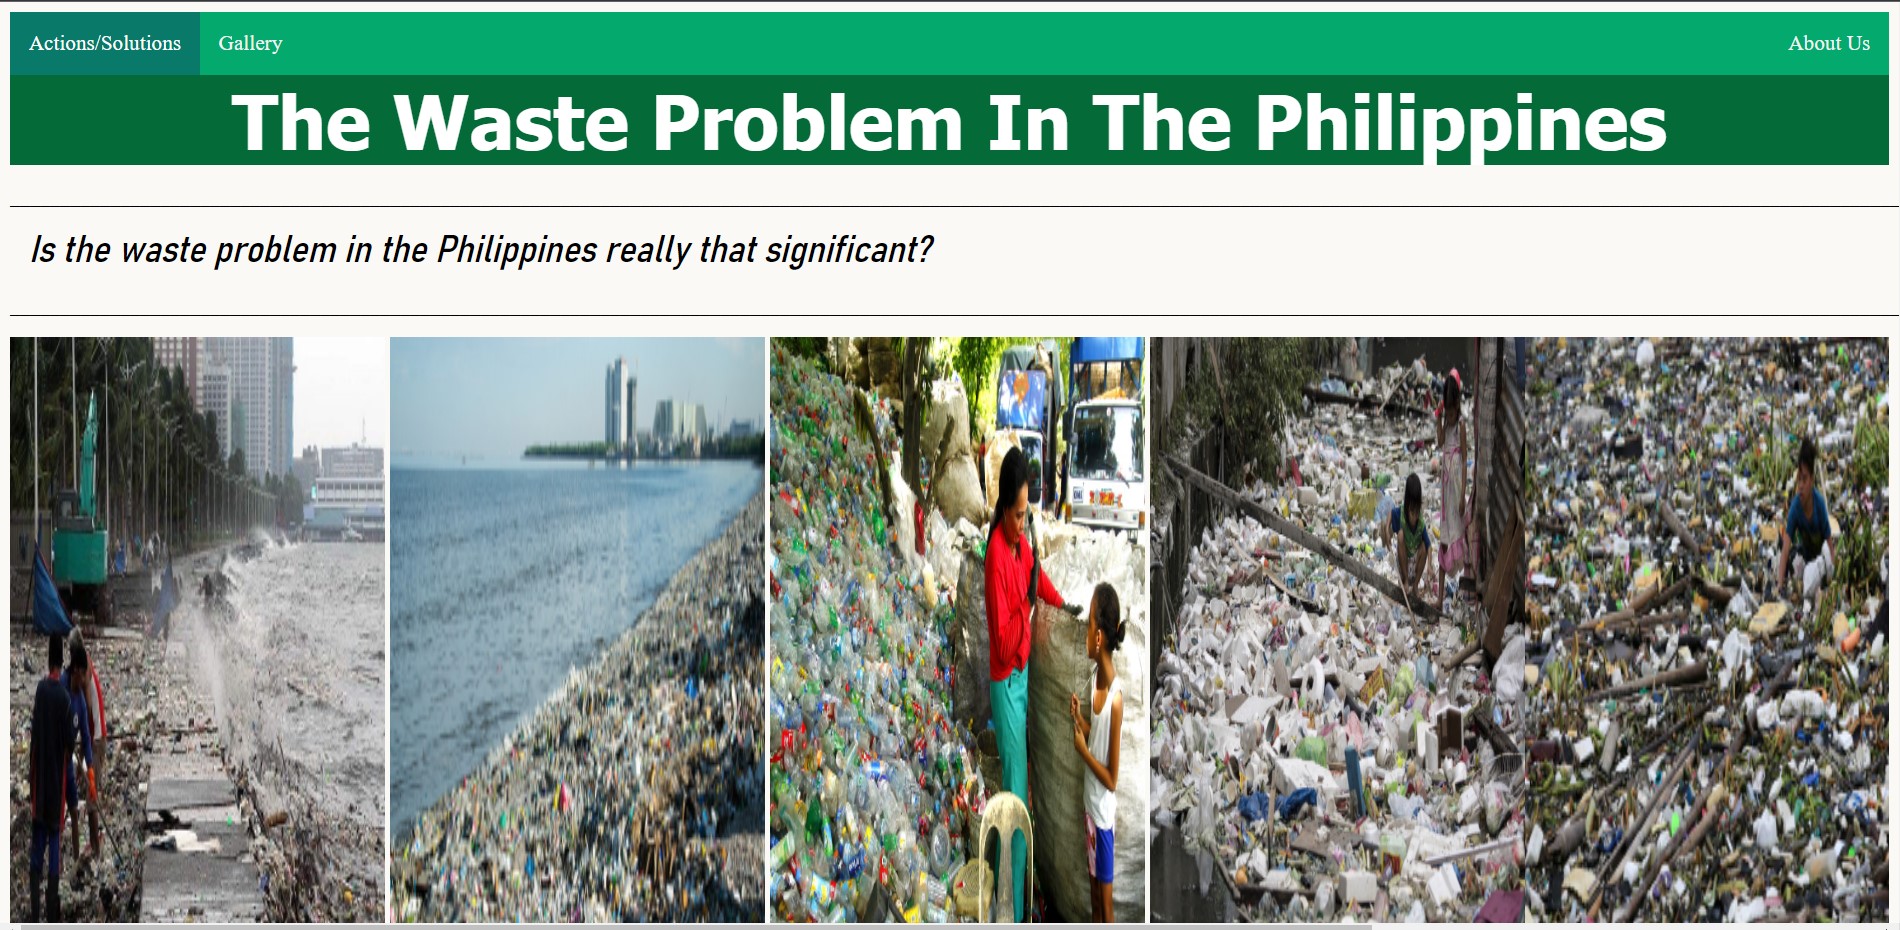 Actions/Solutions Gallery About Us
The Waste Problem In The Philippines
Is the waste problem in the Philippines really that significant?